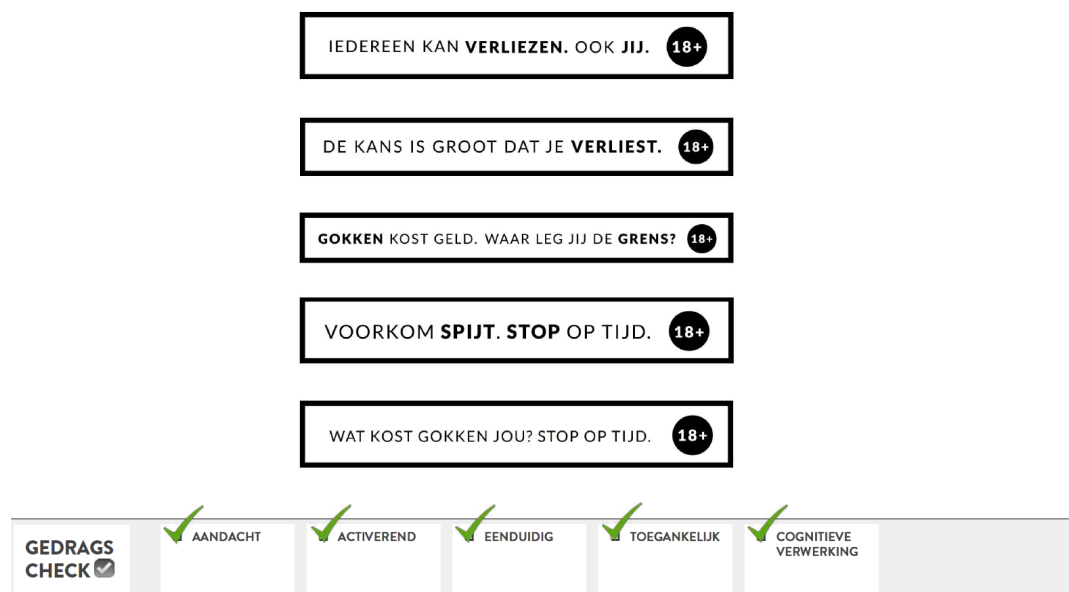 IEDEREEN KAN VERLIEZEN. OOK JIJ. 18+
DE KANS IS GROOT DAT JE VERLIEST. 18+
GOKKEN KOST GELD. WAAR LEG JIJ DE GRENS? 18+
VOORKOM SPIJT. STOP OP TIJD. 18+
WAT KOST GOKKEN JOU? STOP OP TIJD. 18+
GEDRAGS
CHECK
AANDACHT
ACTIVEREND
EENDUIDIG
TOEGANKELIJK
COGNITIEVE
VERWERKING